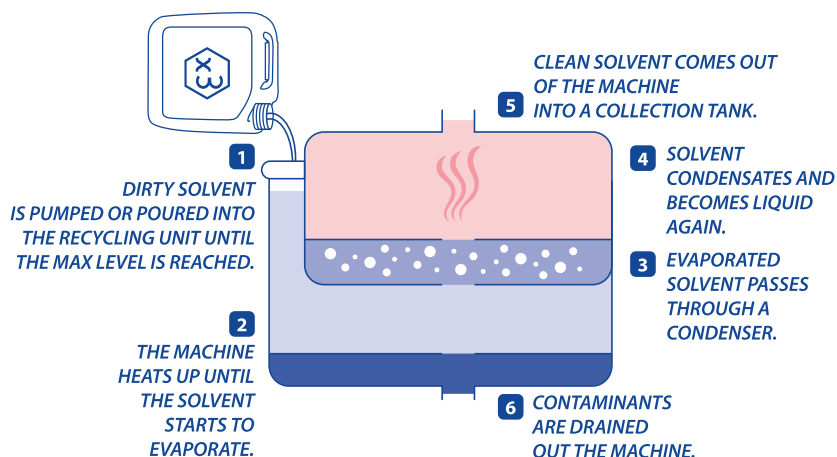 1
DIRTY SOLVENT
IS PUMPED OR POURED INTO
THE RECYCLING UNIT UNTIL
THE MAX LEVEL IS REACHED.
2
THE MACHINE
HEATS UP UNTIL
THE SOLVENT
STARTS TO
EVAPORATE.
3 EVAPORATED
SOLVENT PASSES
THROUGH A
CONDENSER.
4 SOLVENT
CONDENSATES AND
BECOMES LIQUID
AGAIN.
5 CLEAN SOLVENT COMES OUT
OF THE MACHINE
INTO A COLLECTION TANK.
6 CONTAMINANTS
ARE DRAINED
OUT THE MACHINE.